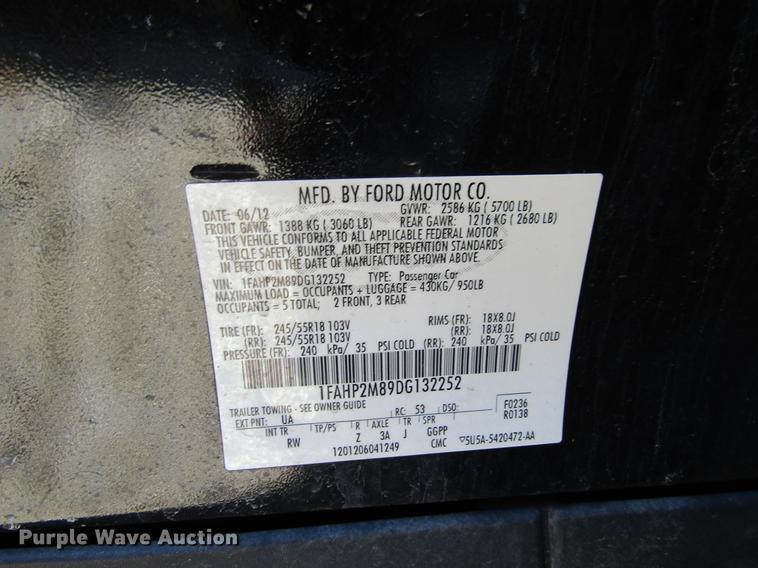 MFD. BY FORD MOTOR CO.
DATE: 06/12 GVWR: 2586 KG ( 5700 LB)
FRONT GAWR: 1388 KG ( 3060 LB) REAR GAWR: 1216 KG ( 2680 LB)
THIS VEHICLE CONFORMS TO ALL APPLICABLE FEDERAL MOTOR
VEHICLE SAFETY, BUMPER, AND THEFT PREVENTION STANDARDS
IN EFFECT ON THE DATE OF MANUFACTURE SHOWN ABOVE.
VIN: 1FAHP2M89DG132252 TYPE: Passenger Car
MAXIMUM LOAD = OCCUPANTS + LUGGAGE = 430KG/ 950LB
OCCUPANTS = 5 TOTAL; 2 FRONT, 3 REAR
TIRE (FR): 245/55R18 103V RIMS (FR): 18X8.0J
(RR): 245/55R18 103V (RR): 18X8.0J
PRESSURE (FR): 240 kPa/ 35 PSI COLD (RR): 240 kPa/ 35 PSI COLD
1FAHP2M89DG132252
TRAILER TOWING - SEE OWNER GUIDE
EXT PNT: UA RC: 53 DSO: F0236
INT TR TP/PS R AXLE TR SPR R0138
RW Z 3A J GGPP
1201206041249 CMC 5U5A-5420472-AA
Purple Wave Auction